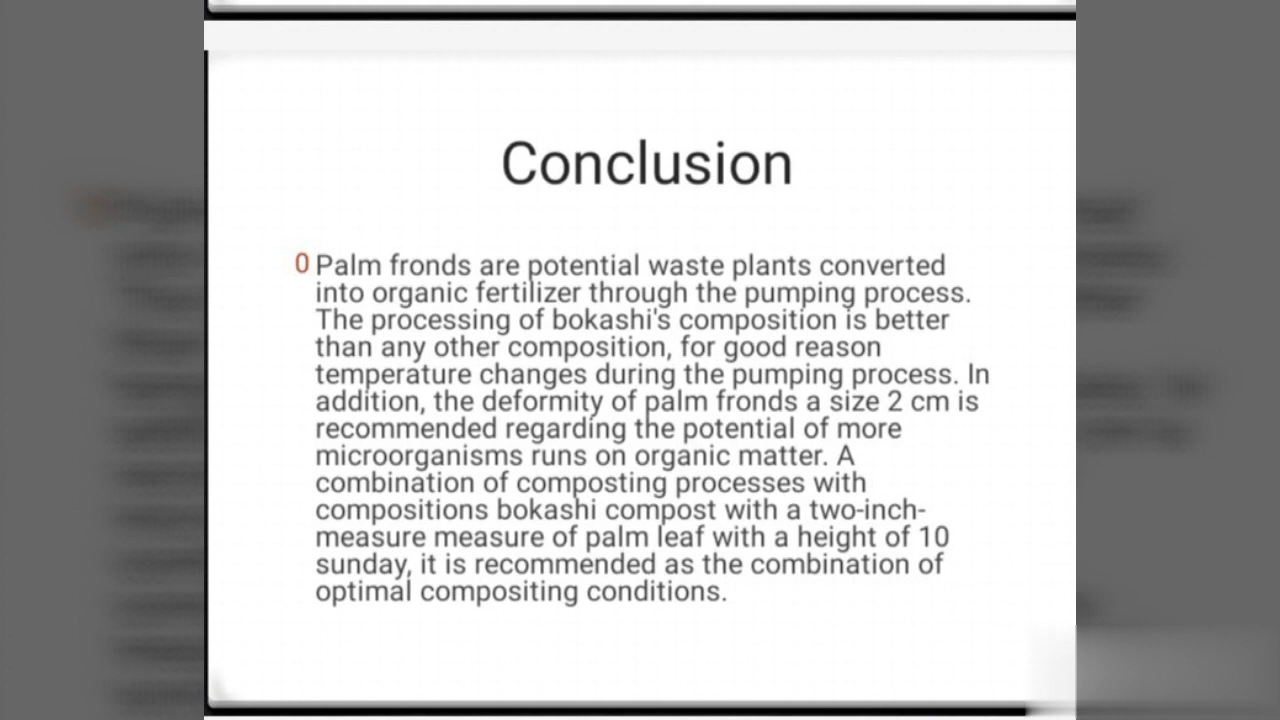 Conclusion
0 Palm fronds are potential waste plants converted
into organic fertilizer through the pumping process.
The processing of bokashi's composition is better
than any other composition, for good reason
temperature changes during the pumping process. In
addition, the deformity of palm fronds a size 2 cm is
recommended regarding the potential of more
microorganisms runs on organic matter. A
combination of composting processes with
compositions bokashi compost with a two-inch-
measure measure of palm leaf with a height of 10
sunday, it is recommended as the combination of
optimal compositing conditions.